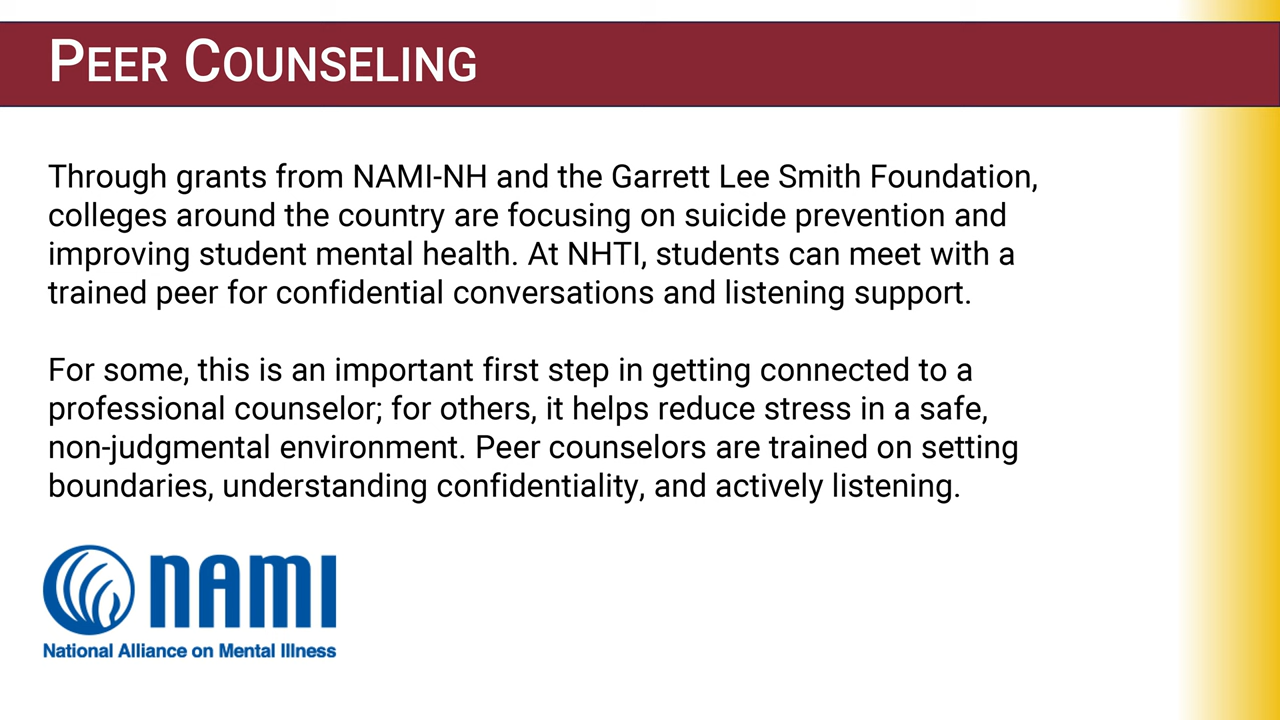 PEER COUNSELING
Through grants from NAMI-NH and the Garrett Lee Smith Foundation,
colleges around the country are focusing on suicide prevention and
improving student mental health. At NHTI, students can meet with a
trained peer for confidential conversations and listening support.
For some, this is an important first step in getting connected to a
professional counselor; for others, it helps reduce stress in a safe,
non-judgmental environment. Peer counselors are trained on setting
boundaries, understanding confidentiality, and actively listening.
NAMI
National Alliance on Mental Illness